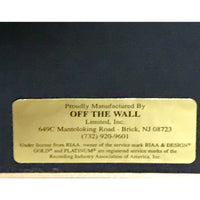 Proudly Manufactured By
OFF THE WALL
Limited, Inc.
649C Mantoloking Road - Brick, NJ 08723
(732) 920-9601
Under license from RIAA, owner of the service mark RIAA & DESIGN®
GOLD® and PLATINUM® are registered service marks of the
Recording Industry Association of America, Inc.